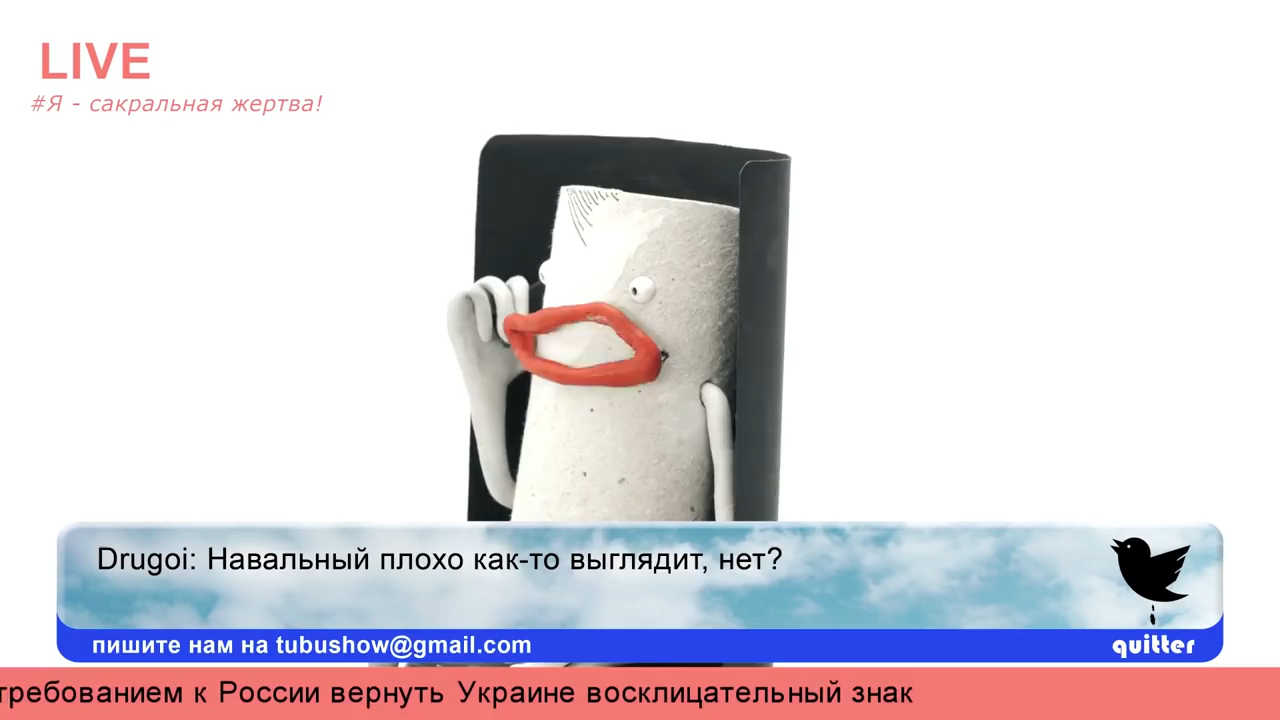 LIVE
#Я - сакральная жертва!
Drugoi: Навальный плохо как-то выглядит, нет?
пишите нам на tubushow@gmail.com
quitter
требованием к России вернуть Украине восклицательный знак